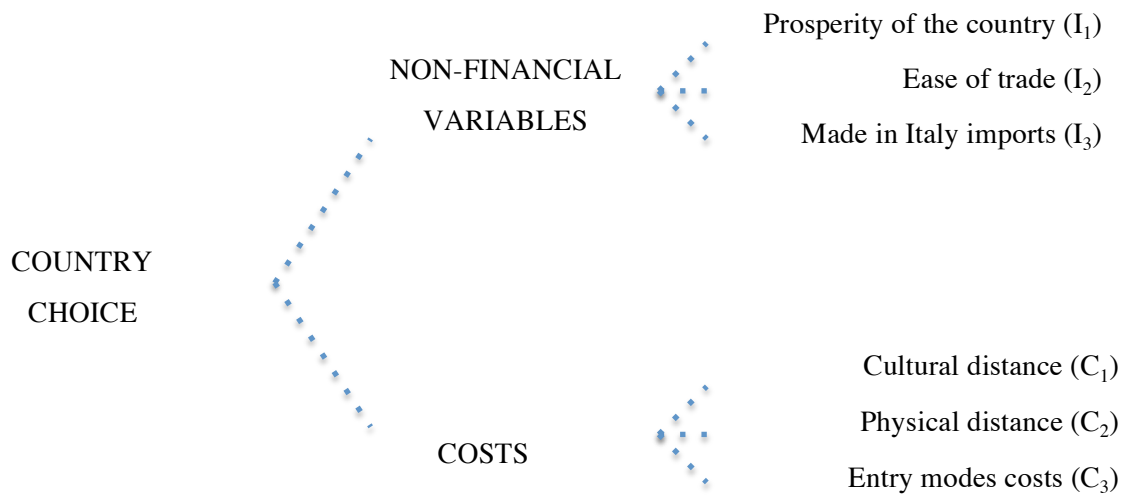 Prosperity of the country (I₁)
NON-FINANCIAL
VARIABLES
Ease of trade (I₂)
Made in Italy imports (I₃)
COUNTRY
CHOICE
Cultural distance (C₁)
Physical distance (C₂)
COSTS
Entry modes costs (C₃)